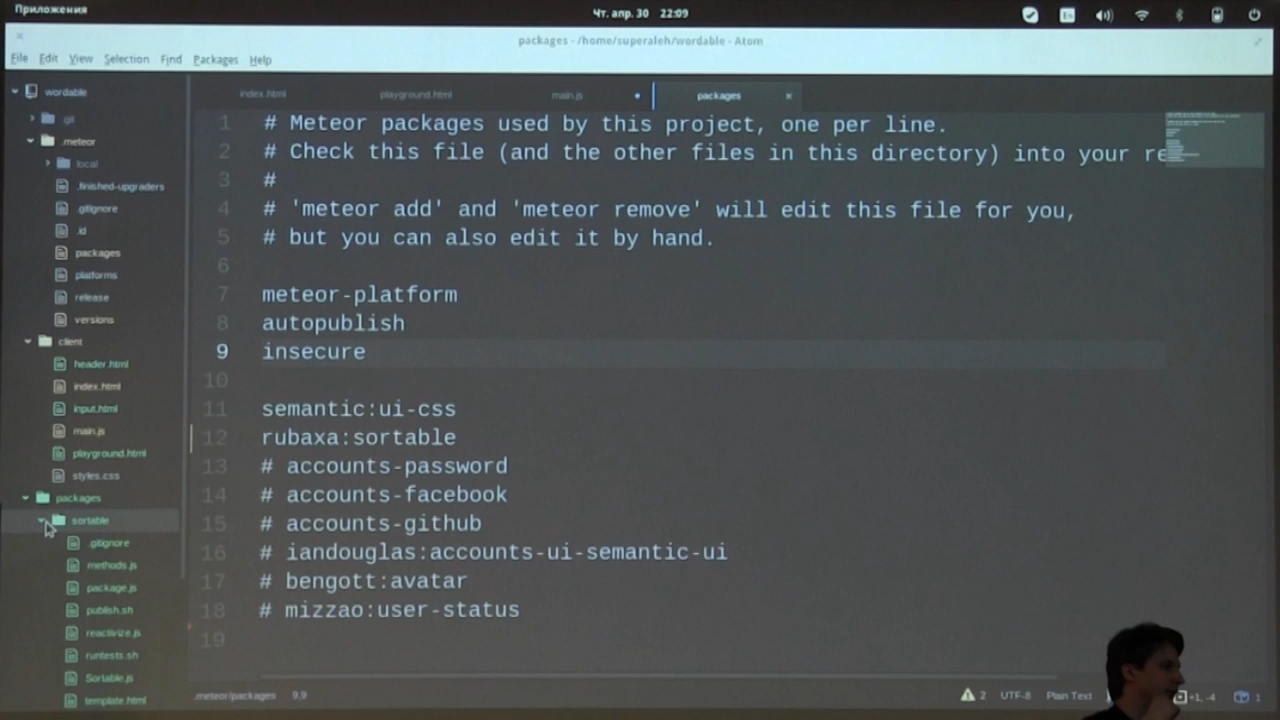 Приложения
Чт. апр. 30 22:09
En
packages - /home/superaleh/wordable - Atom
File Edit View Selection Find Packages Help
wordable
.git
.meteor
local
.finished-upgraders
.gitignore
.id
packages
platforms
release
versions
client
header.html
index.html
input.html
main.js
playground.html
styles.css
packages
sortable
.gitignore
methods.js
package.js
publish.sh
reactivize.js
runtests.sh
Sortable.js
template.html
index.html playground.html main.js packages
1 # Meteor packages used by this project, one per line.
2 # Check this file (and the other files in this directory) into your re
3 #
4 # 'meteor add' and 'meteor remove' will edit this file for you,
5 # but you can also edit it by hand.
6
7 meteor-platform
8 autopublish
9 insecure
10
11 semantic:ui-css
12 rubaxa:sortable
13 # accounts-password
14 # accounts-facebook
15 # accounts-github
16 # iandouglas:accounts-ui-semantic-ui
17 # bengott:avatar
18 # mizzao:user-status
19
.meteor/packages 9,9 2 UTF-8 Plain Text +1, -4 1